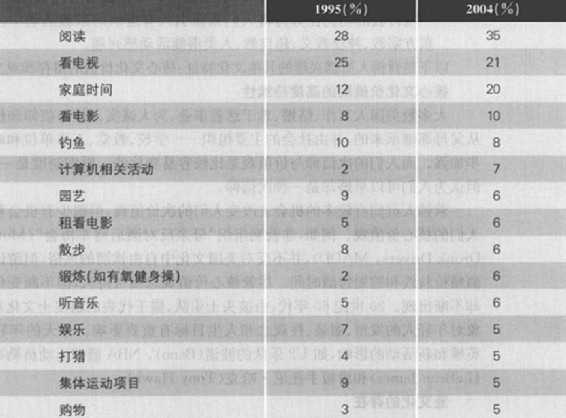 1995(%) 2004(%)
阅读 28 35
看电视 25 21
家庭时间 12 20
看电影 8 10
钓鱼 10 8
计算机相关活动 2 7
园艺 9 6
租看电影 5 6
散步 8 6
锻炼(如有氧健身操) 2 6
听音乐 5 6
娱乐 7 5
打猎 4 5
集体运动项目 9 5
购物 3 5